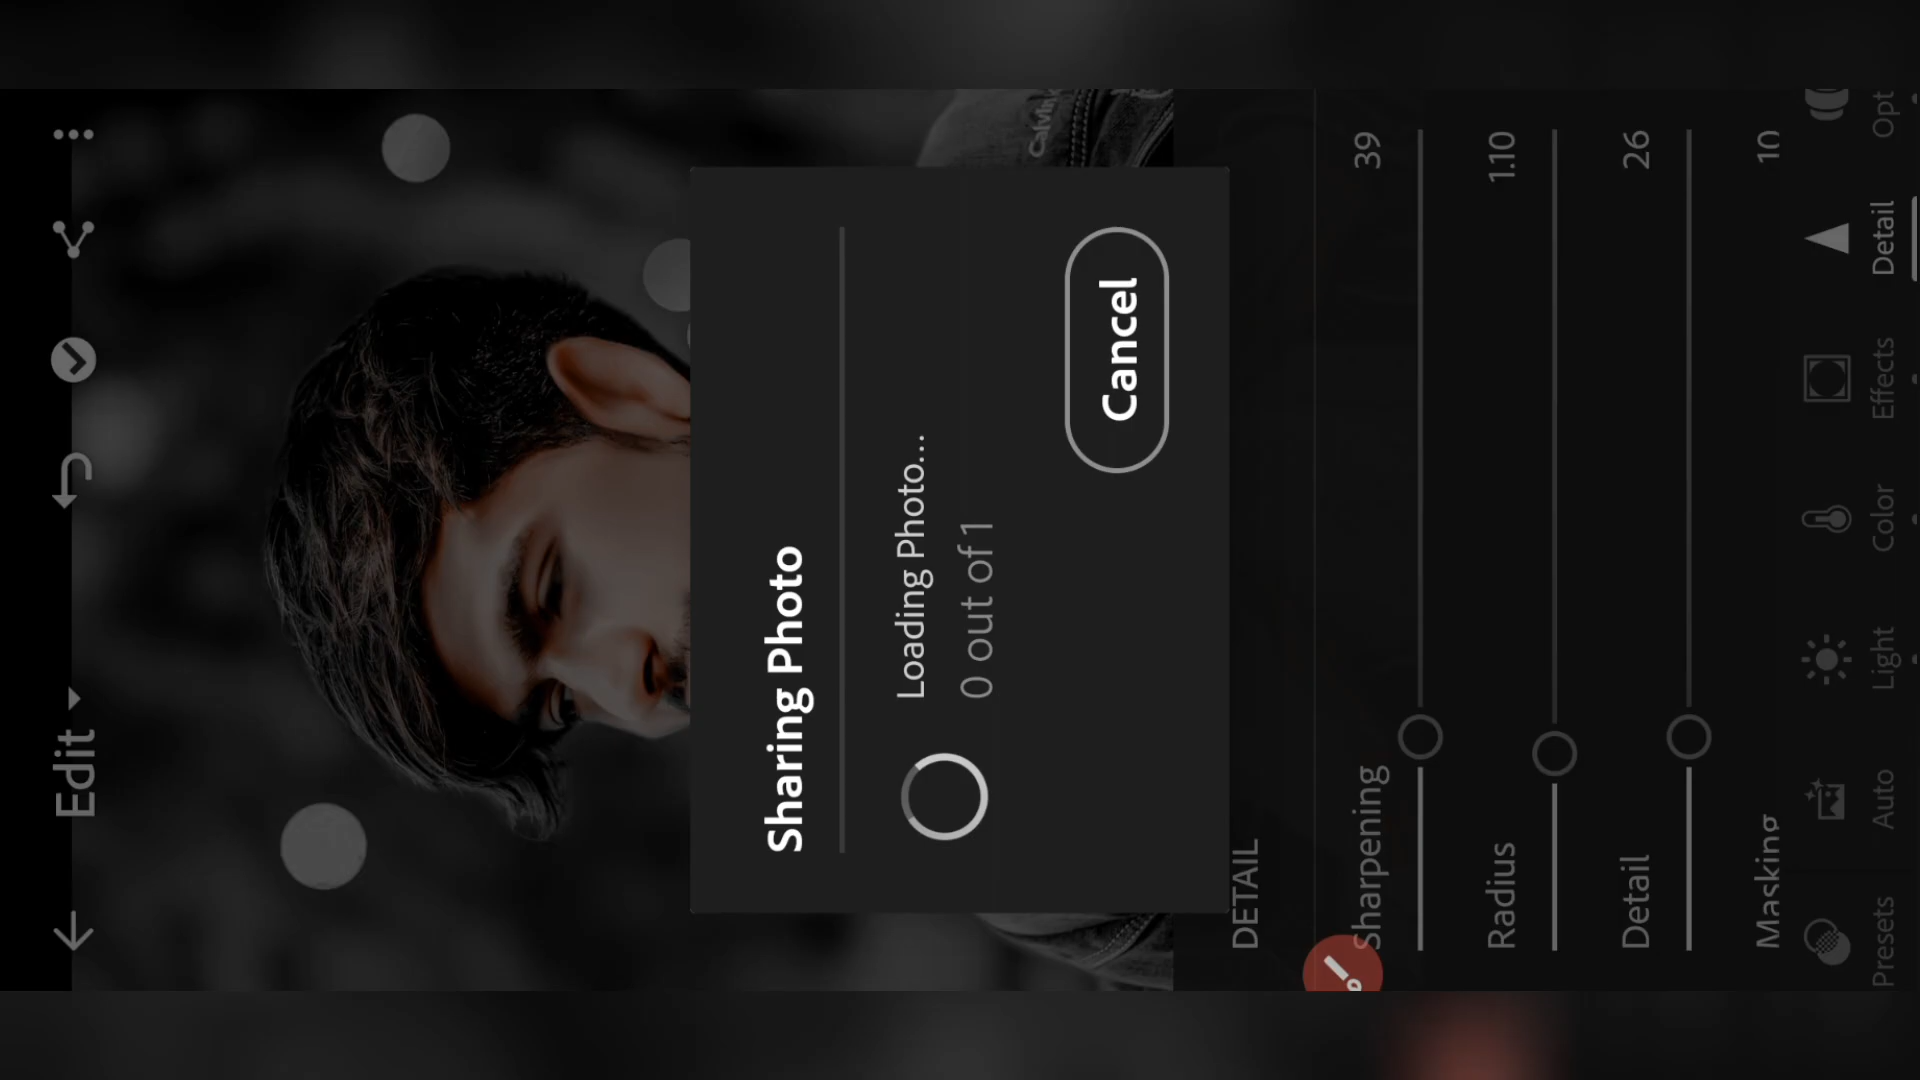 Edit
Calvin
Sharing Photo
Loading Photo...
0 out of 1
Cancel
DETAIL
Sharpening 39
Radius 1.10
Detail 26
Masking 10
Presets Auto Light Color Effects Detail Opt